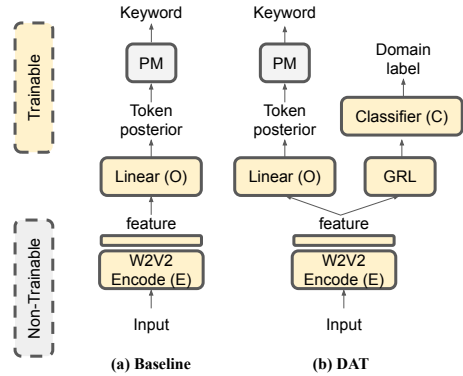 Trainable
Non-Trainable
Keyword
PM
Token
posterior
Linear (O)
feature
W2V2
Encode (E)
Input
(a) Baseline
Keyword
PM
Token
posterior
Linear (O)
Domain
label
Classifier (C)
GRL
feature
W2V2
Encode (E)
Input
(b) DAT